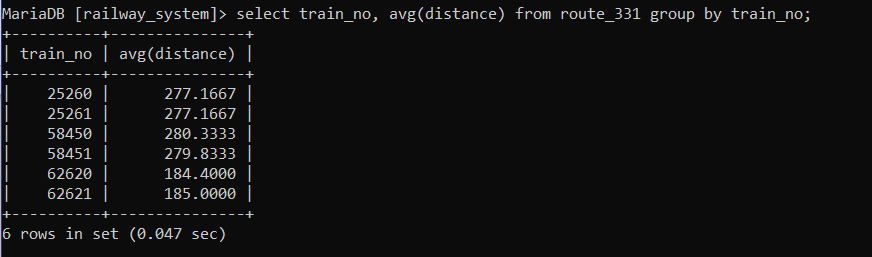 MariaDB [railway_system]> select train_no, avg(distance) from route_331 group by train_no;
+----------+---------------+
| train_no | avg(distance) |
+----------+---------------+
|    25260 |      277.1667 |
|    25261 |      277.1667 |
|    58450 |      280.3333 |
|    58451 |      279.8333 |
|    62620 |      184.4000 |
|    62621 |      185.0000 |
+----------+---------------+
6 rows in set (0.047 sec)